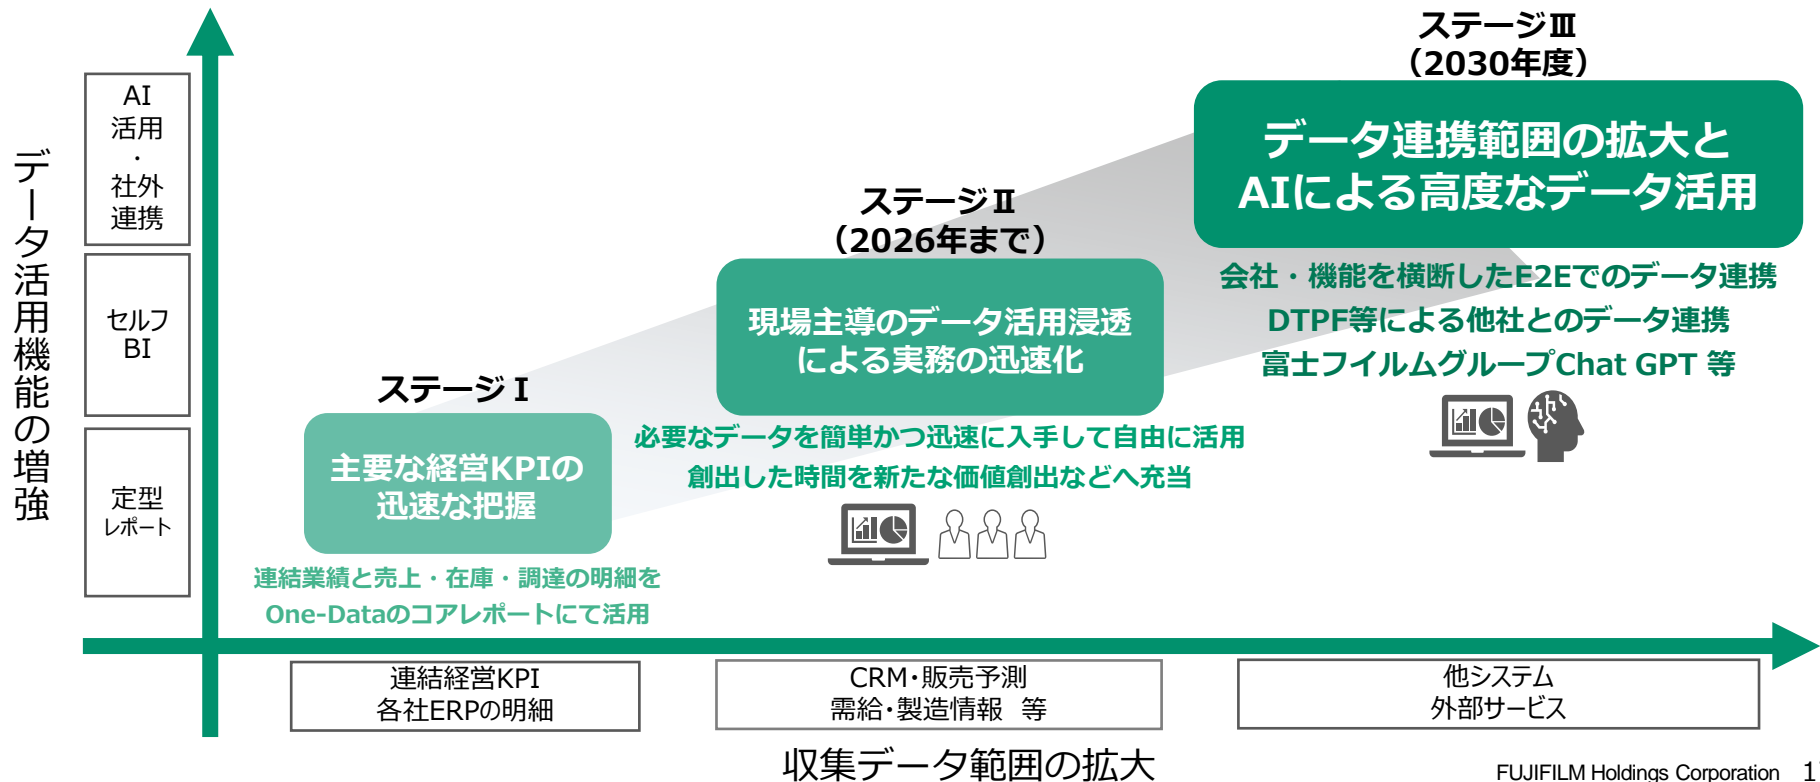 データ活用機能の増強
AI
活用
・
社外
連携
セルフ
BI
定型
レポート
ステージⅠ
主要な経営KPIの
迅速な把握
連結業績と売上・在庫・調達の明細を
One-Dataのコアレポートにて活用
ステージⅡ
（2026年まで）
現場主導のデータ活用浸透
による実務の迅速化
必要なデータを簡単かつ迅速に入手して自由に活用
創出した時間を新たな価値創出などへ充当
ステージⅢ
（2030年度）
データ連携範囲の拡大と
AIによる高度なデータ活用
会社・機能を横断したE2Eでのデータ連携
DTPF等による他社とのデータ連携
富士フイルムグループChat GPT 等
連結経営KPI
各社ERPの明細
CRM・販売予測
需給・製造情報 等
他システム
外部サービス
収集データ範囲の拡大
FUJIFILM Holdings Corporation 1